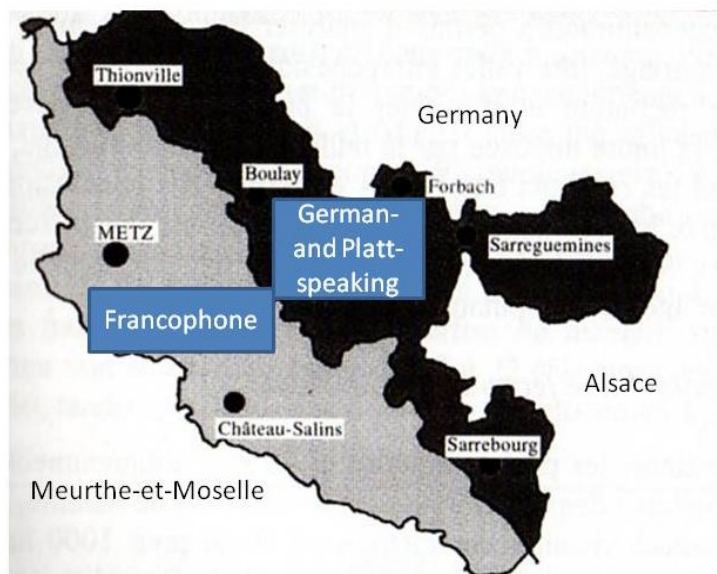 Thionville
Germany
Boulay
Forbach
German-
and Platt-
speaking
METZ
Sarreguemines
Francophone
Alsace
Château-Salins
Sarrebourg
Meurthe-et-Moselle